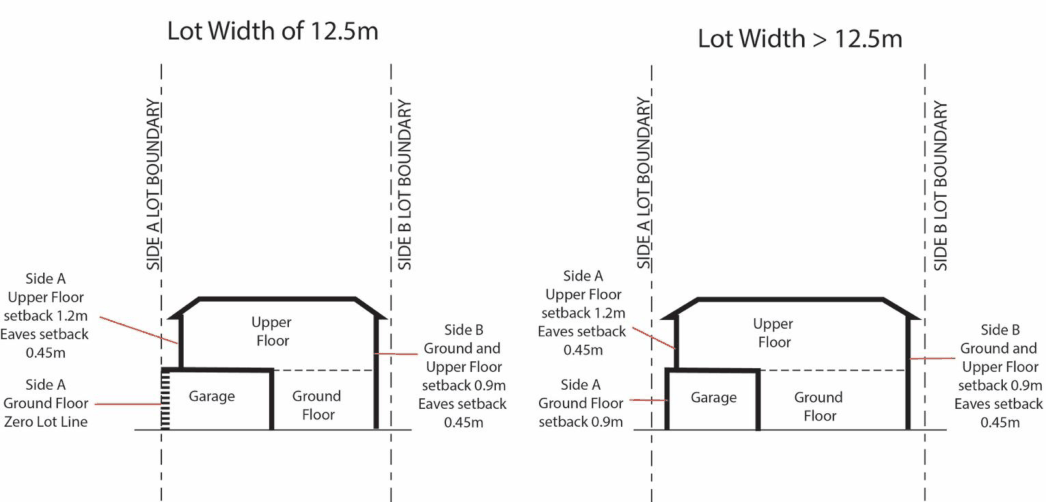 Lot Width of 12.5m
SIDE A LOT BOUNDARY
SIDE B LOT BOUNDARY
Side A
Upper Floor
setback 1.2m
Eaves setback
0.45m
Side A
Ground Floor
Zero Lot Line
Upper
Floor
Garage
Ground
Floor
Side B
Ground and
Upper Floor
setback 0.9m
Eaves setback
0.45m
Lot Width > 12.5m
SIDE A LOT BOUNDARY
SIDE B LOT BOUNDARY
Side A
Upper Floor
setback 1.2m
Eaves setback
0.45m
Side A
Ground Floor
setback 0.9m
Upper
Floor
Garage
Ground
Floor
Side B
Ground and
Upper Floor
setback 0.9m
Eaves setback
0.45m